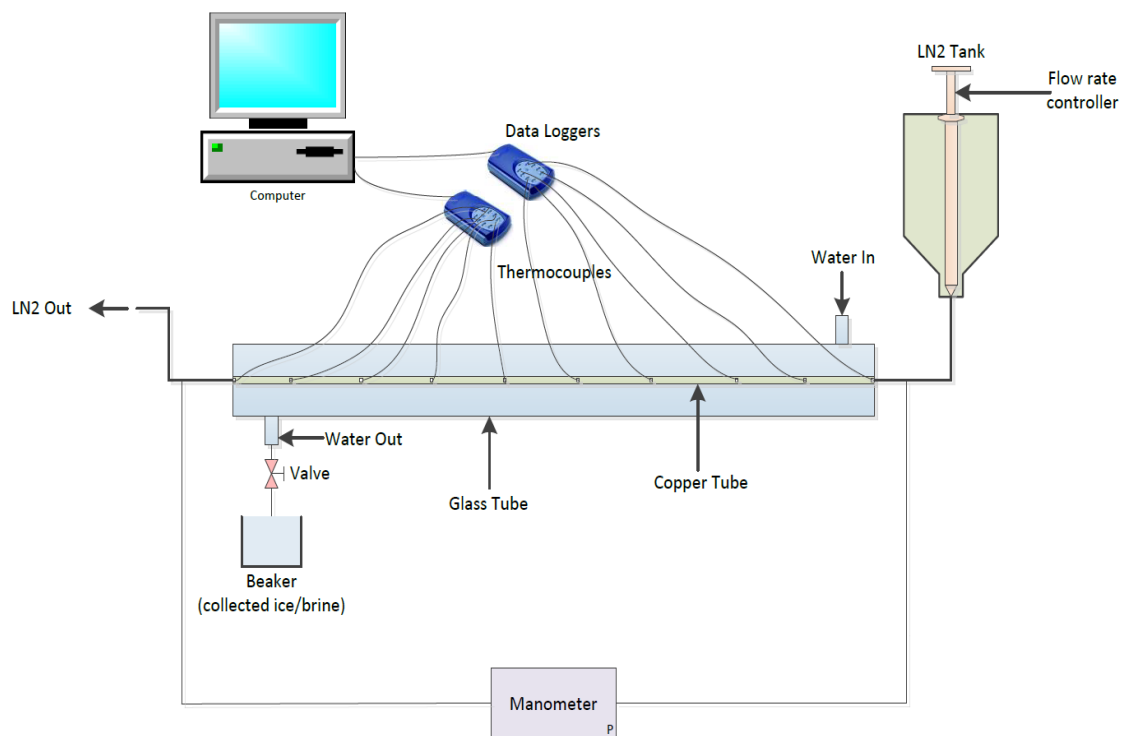 LN2 Tank
Flow rate
controller
Data Loggers
Computer
Thermocouples
Water In
LN2 Out
Water Out
Valve
Glass Tube
Copper Tube
Beaker
(collected ice/brine)
Manometer
P